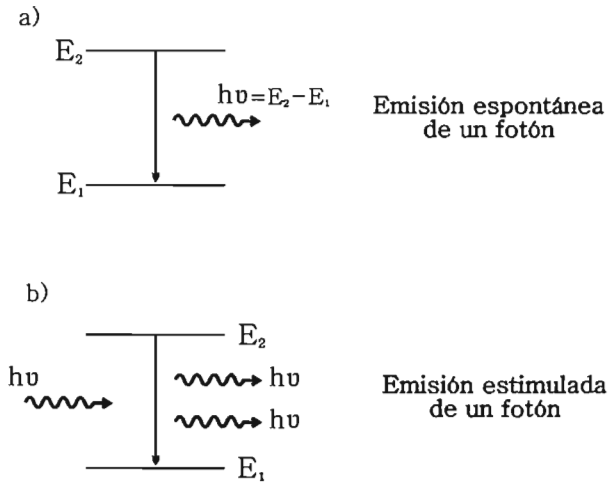 a)
E₂
hυ=E₂−E₁
Emisión espontánea
de un fotón
E₁
b)
E₂
hυ
hυ
hυ
Emisión estimulada
de un fotón
E₁